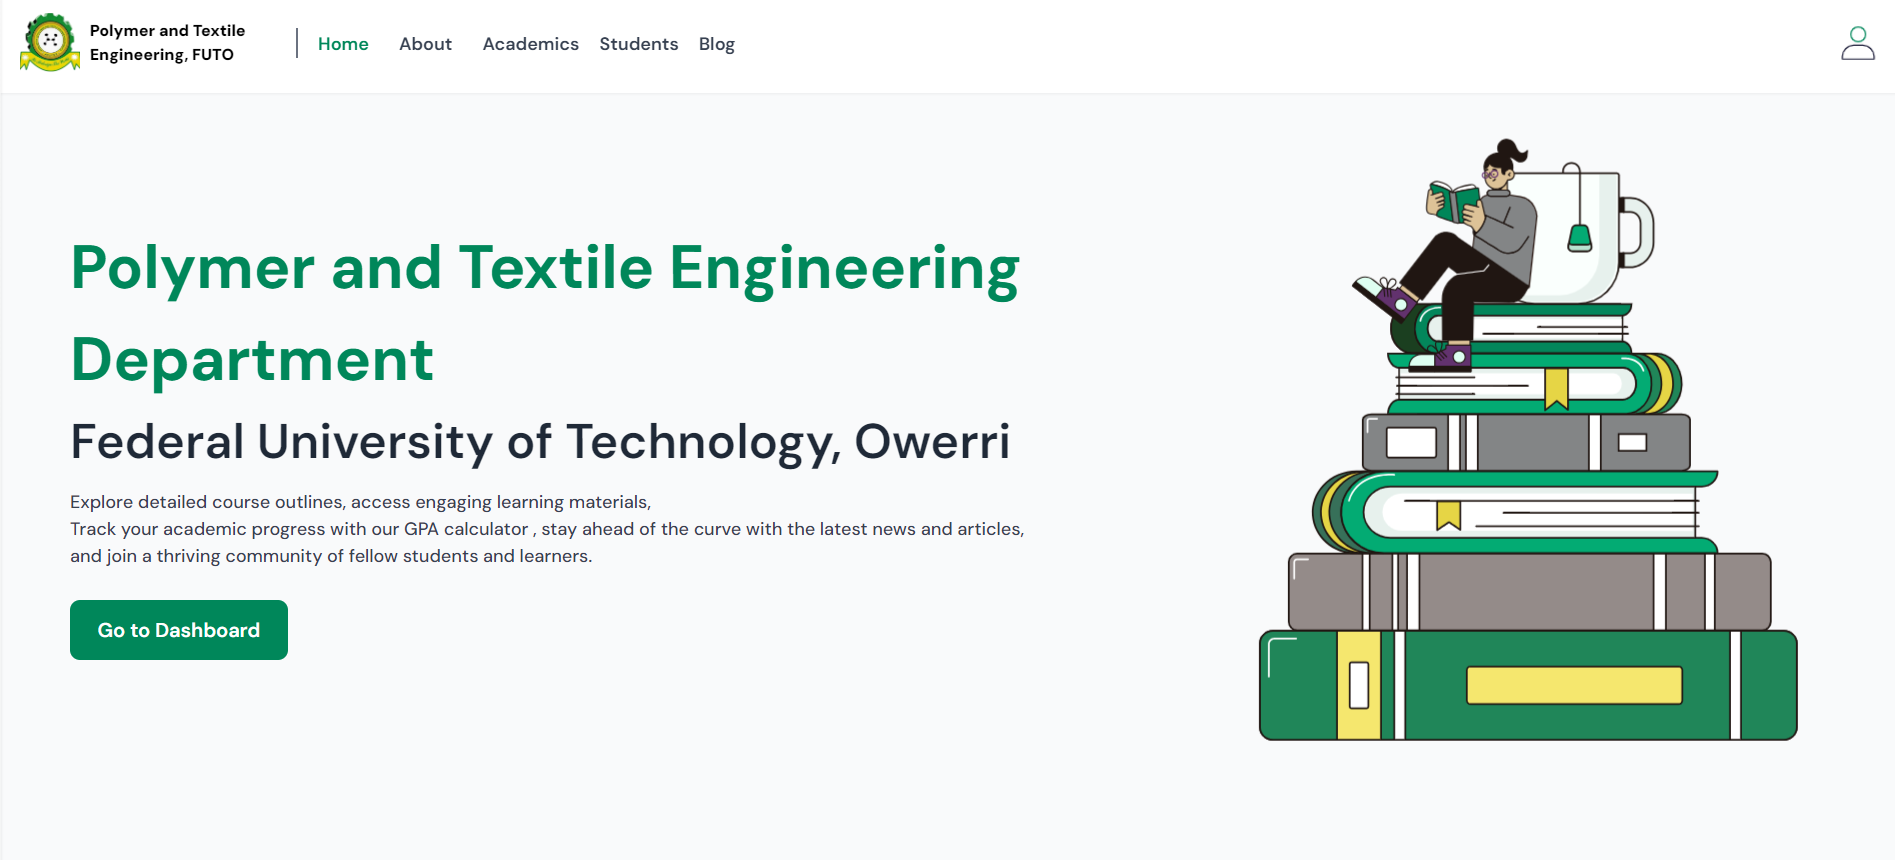 Polymer and Textile
Engineering, FUTO
Home About Academics Students Blog
Polymer and Textile Engineering
Department
Federal University of Technology, Owerri
Explore detailed course outlines, access engaging learning materials,
Track your academic progress with our GPA calculator , stay ahead of the curve with the latest news and articles,
and join a thriving community of fellow students and learners.
Go to Dashboard